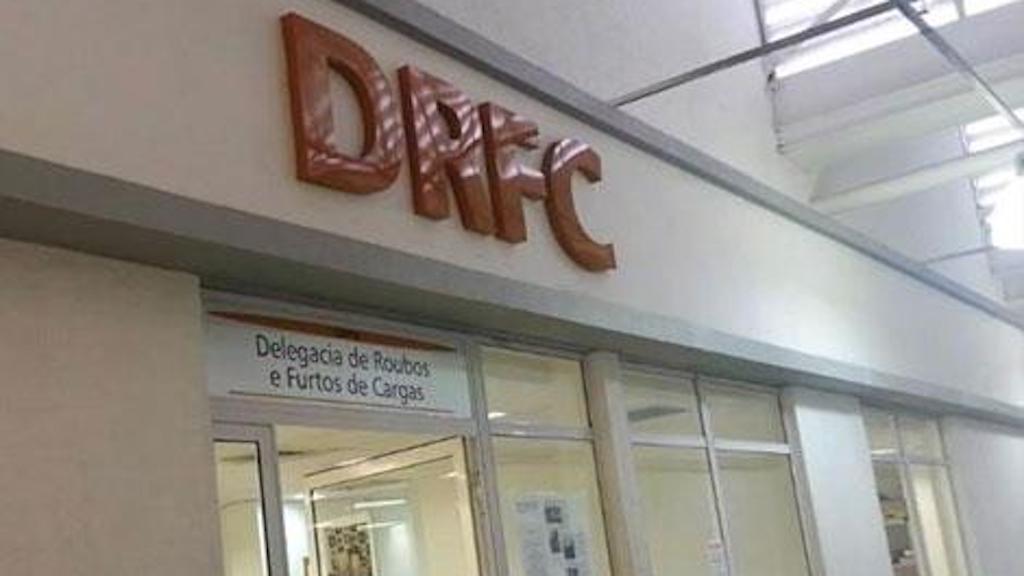 DRFC
Delegacia de Roubos
e Furtos de Cargas